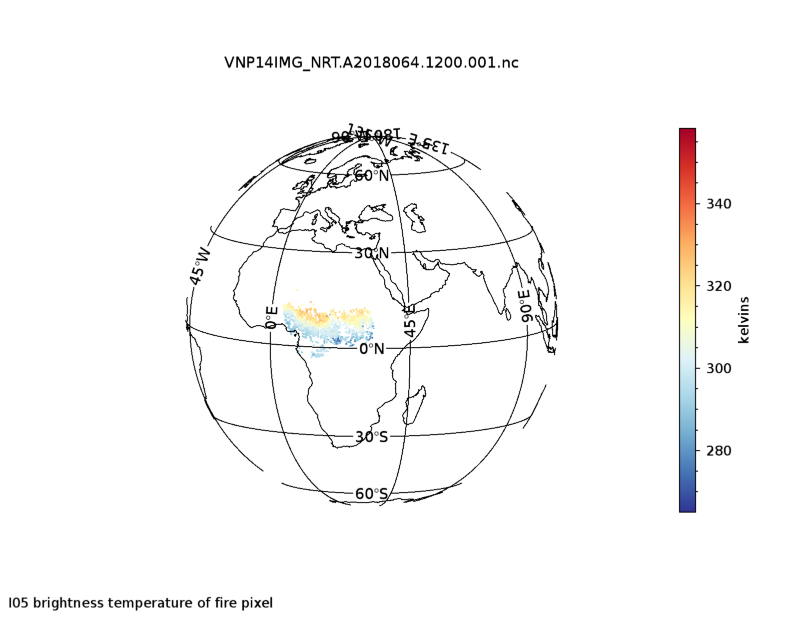 VNP14IMG_NRT.A2018064.1200.001.nc
135°E
60°N
30°N
45°W
0°E
45°E
90°E
0°N
30°S
60°S
340
320
300
280
kelvins
I05 brightness temperature of fire pixel